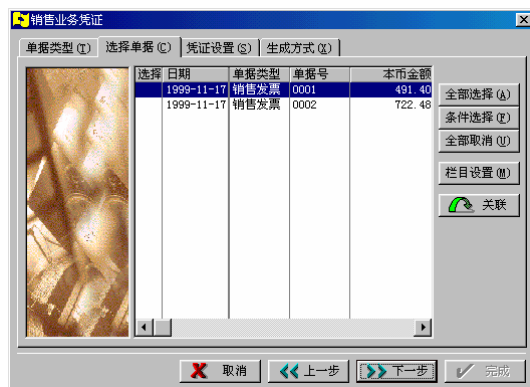 销售业务凭证
单据类型(T) 选择单据(C) 凭证设置(S) 生成方式(X)
选择 日期 单据类型 单据号 本币金额
1999-11-17 销售发票 0001 491.40
1999-11-17 销售发票 0002 722.48
全部选择(A)
条件选择(F)
全部取消(U)
栏目设置(M)
关联
取消 上一步 下一步 完成